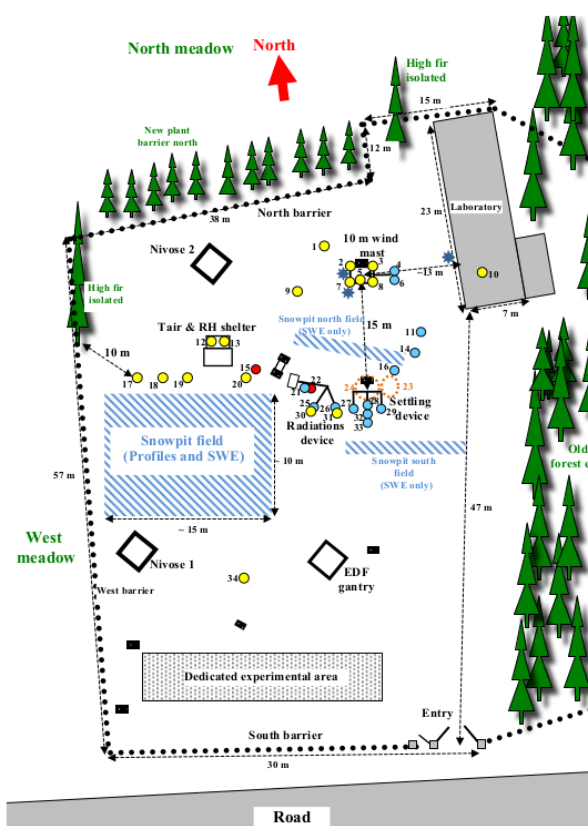 North meadow
North
High fir
isolated
15 m
New plant
barrier north
12 m
38 m
North barrier
23 m
Laboratory
Nivose 2
1
10 m wind
mast
2
3
4
5
6
7
8
~13 m
10
High fir
isolated
9
7 m
Snowpit north field
(SWE only)
15 m
11
Tair & RH shelter
12
13
14
10 m
15
16
17
18
19
20
21
22
24
23
25
26
27
28
29
Settling
device
30
31
32
33
Radiations
device
Snowpit field
(Profiles and SWE)
~ 10 m
Snowpit south
field
(SWE only)
Old
forest
57 m
47 m
~ 15 m
West
meadow
Nivose 1
West barrier
34
EDF
gantry
Dedicated experimental area
Entry
South barrier
30 m
Road